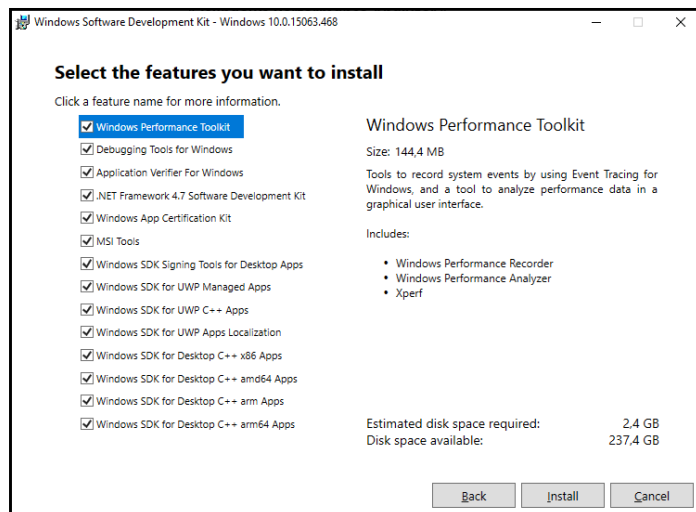 Windows Software Development Kit - Windows 10.0.15063.468
Select the features you want to install
Click a feature name for more information.
Windows Performance Toolkit
Debugging Tools for Windows
Application Verifier For Windows
.NET Framework 4.7 Software Development Kit
Windows App Certification Kit
MSI Tools
Windows SDK Signing Tools for Desktop Apps
Windows SDK for UWP Managed Apps
Windows SDK for UWP C++ Apps
Windows SDK for UWP Apps Localization
Windows SDK for Desktop C++ x86 Apps
Windows SDK for Desktop C++ amd64 Apps
Windows SDK for Desktop C++ arm Apps
Windows SDK for Desktop C++ arm64 Apps
Windows Performance Toolkit
Size: 144,4 MB
Tools to record system events by using Event Tracing for
Windows, and a tool to analyze performance data in a
graphical user interface.
Includes:
• Windows Performance Recorder
• Windows Performance Analyzer
• Xperf
Estimated disk space required: 2,4 GB
Disk space available: 237,4 GB
Back Install Cancel